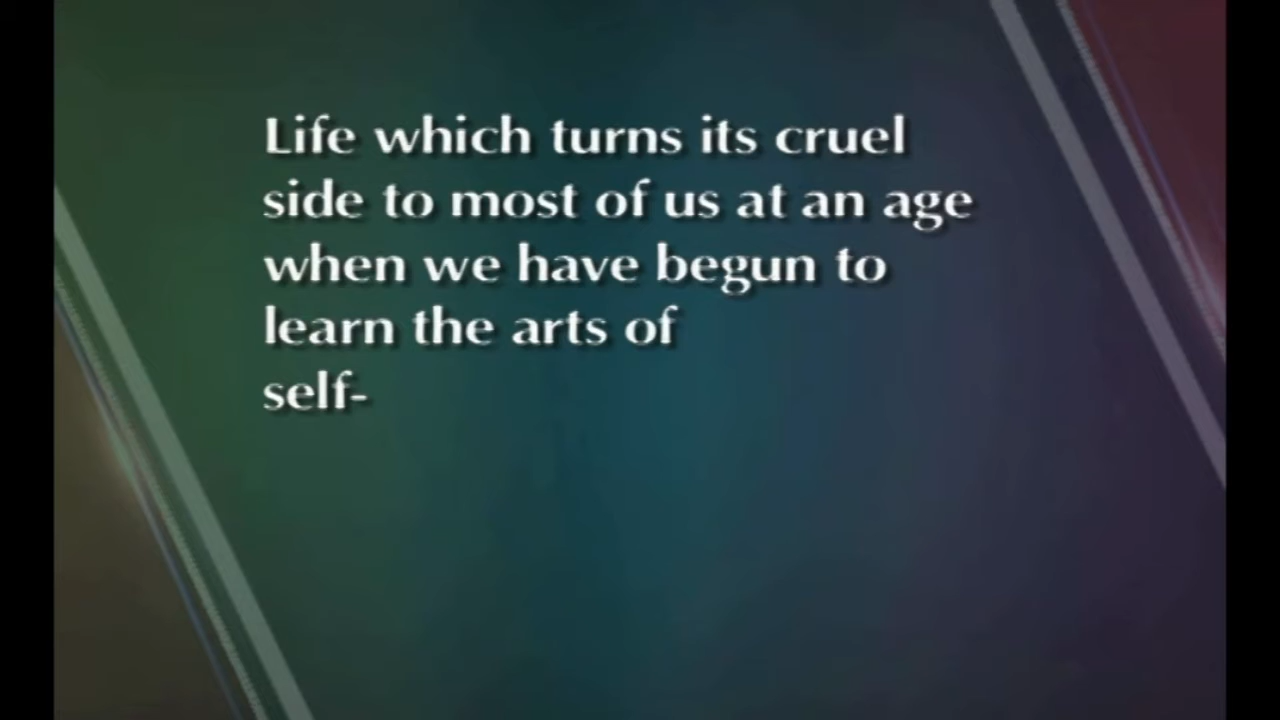 Life which turns its cruel
side to most of us at an age
when we have begun to
learn the arts of
self-